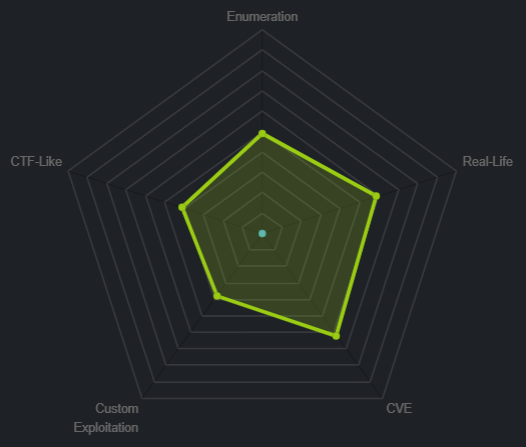 Enumeration
CTF-Like
Real-Life
Custom
Exploitation
CVE